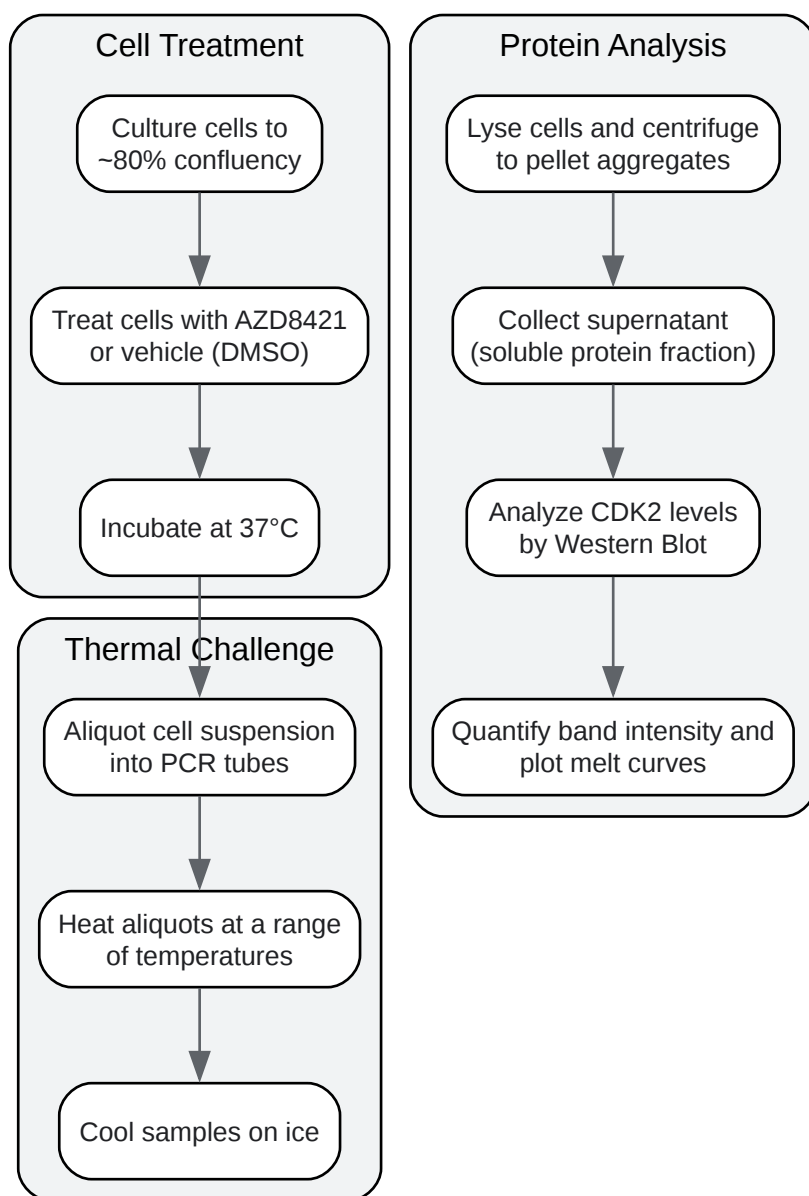 Cell Treatment
Culture cells to
~80% confluency
Treat cells with AZD8421
or vehicle (DMSO)
Incubate at 37°C
Thermal Challenge
Aliquot cell suspension
into PCR tubes
Heat aliquots at a range
of temperatures
Cool samples on ice
Protein Analysis
Lyse cells and centrifuge
to pellet aggregates
Collect supernatant
(soluble protein fraction)
Analyze CDK2 levels
by Western Blot
Quantify band intensity and
plot melt curves